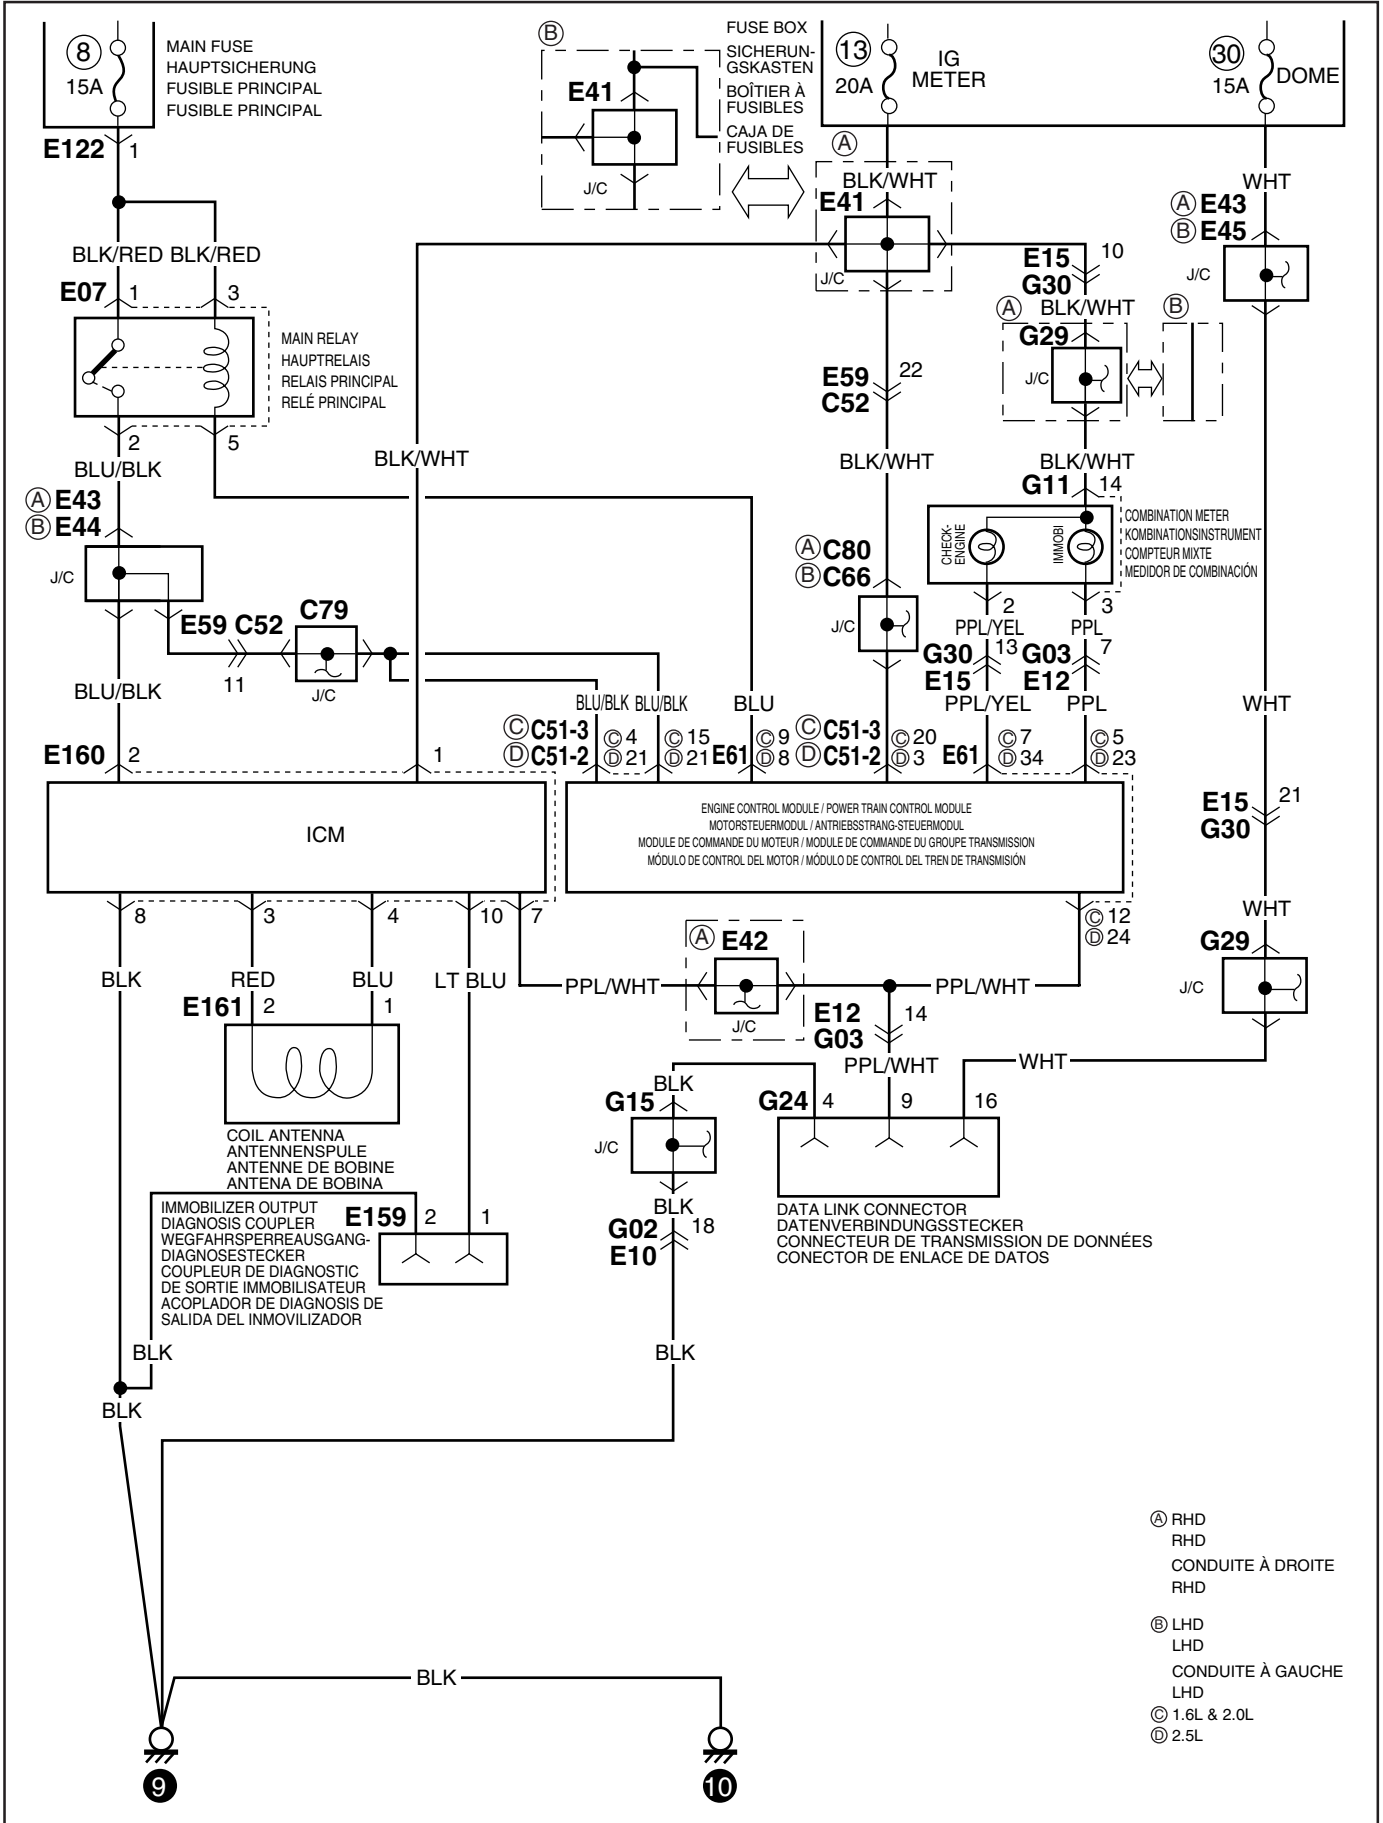 8
15A
MAIN FUSE
HAUPTSICHERUNG
FUSIBLE PRINCIPAL
FUSIBLE PRINCIPAL
E122
1
B
E41
J/C
FUSE BOX
SICHERUN-
GSKASTEN
BOÎTIER À
FUSIBLES
CAJA DE
FUSIBLES
13
20A
IG
METER
30
15A
DOME
A
BLK/WHT
E41
J/C
WHT
A E43
B E45
J/C
BLK/RED BLK/RED
E07 1 3
MAIN RELAY
HAUPTRELAIS
RELAIS PRINCIPAL
RELÉ PRINCIPAL
2 5
BLU/BLK
E15 10
G30
BLK/WHT
A
G29
J/C
B
E59 22
C52
BLK/WHT
BLK/WHT
BLK/WHT
G11 14
A E43
B E44
J/C
CHECK-
ENGINE
IMMOBI
COMBINATION METER
KOMBINATIONSINSTRUMENT
COMPTEUR MIXTE
MEDIDOR DE COMBINACIÓN
A C80
B C66
J/C
2 3
PPL/YEL PPL
G30 13 G03 7
E15 E12
PPL/YEL PPL
E59 C52 C79
11
J/C
BLU/BLK
BLU/BLK BLU/BLK BLU
WHT
C C51-3 C 4 C 15 C 9 C C51-3 C 20 C 7 C 5
D C51-2 D 21 D 21 E61 D 8 D C51-2 D 3 E61 D 34 D 23
E160 2 1
ICM
ENGINE CONTROL MODULE / POWER TRAIN CONTROL MODULE
MOTORSTEUERMODUL / ANTRIEBSSTRANG-STEUERMODUL
MODULE DE COMMANDE DU MOTEUR / MODULE DE COMMANDE DU GROUPE TRANSMISSION
MÓDULO DE CONTROL DEL MOTOR / MÓDULO DE CONTROL DEL TREN DE TRANSMISIÓN
E15 21
G30
WHT
G29
J/C
8 3 4 10 7
C 12
D 24
BLK RED BLU LT BLU
PPL/WHT
A E42
J/C
PPL/WHT
E12 14
G03
PPL/WHT
WHT
E161 2 1
COIL ANTENNA
ANTENNENSPULE
ANTENNE DE BOBINE
ANTENA DE BOBINA
BLK
G15
J/C
BLK
G02 18
E10
G24 4 9 16
DATA LINK CONNECTOR
DATENVERBINDUNGSSTECKER
CONNECTEUR DE TRANSMISSION DE DONNÉES
CONECTOR DE ENLACE DE DATOS
IMMOBILIZER OUTPUT
DIAGNOSIS COUPLER
WEGFAHRSPERREAUSGANG-
DIAGNOSESTECKER
COUPLEUR DE DIAGNOSTIC
DE SORTIE IMMOBILISATEUR
ACOPLADOR DE DIAGNOSIS DE
SALIDA DEL INMOVILIZADOR
E159 2 1
BLK
BLK
BLK
A RHD
RHD
CONDUITE À DROITE
RHD
B LHD
LHD
CONDUITE À GAUCHE
LHD
C 1.6L & 2.0L
D 2.5L
BLK
9
10